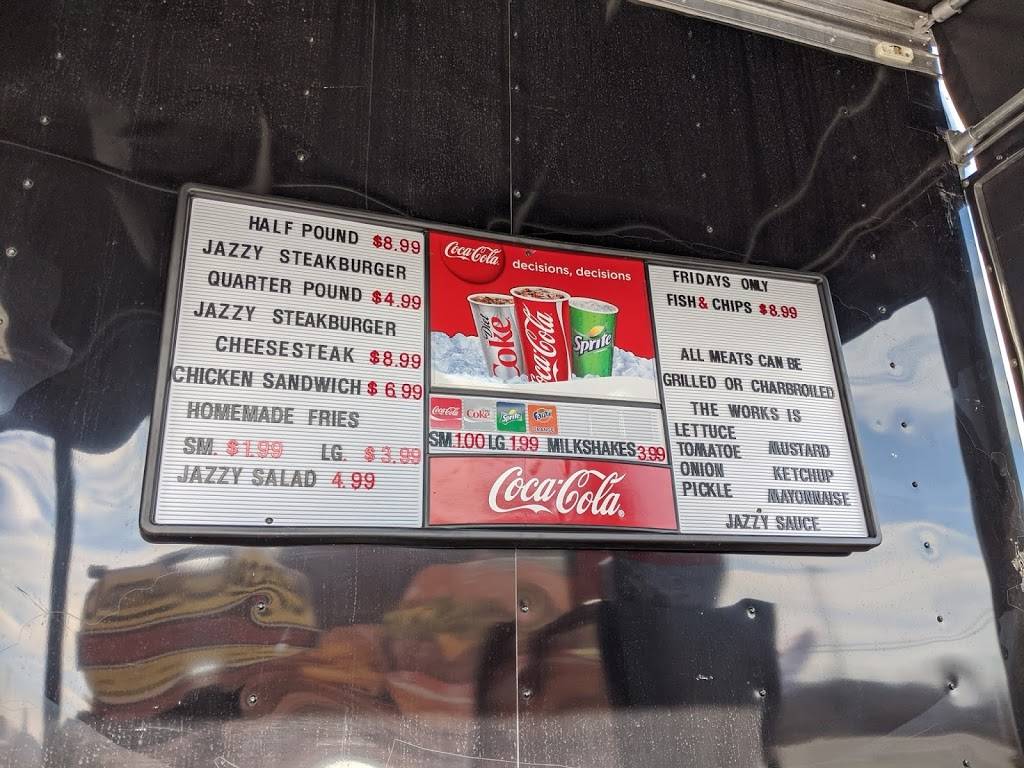 HALF POUND $8.99
JAZZY STEAKBURGER
QUARTER POUND $4.99
JAZZY STEAKBURGER
CHEESESTEAK $8.99
CHICKEN SANDWICH $6.99
HOMEMADE FRIES
SM. $1.99 LG. $3.99
JAZZY SALAD 4.99
Coca-Cola
decisions, decisions
Diet Coke
Coca-Cola
Sprite
Coca-Cola
Coke
Sprite
Fanta
ORANGE
SM. 1.00 LG. 1.99 MILKSHAKES 3.99
Coca-Cola®
FRIDAYS ONLY
FISH & CHIPS $8.99
ALL MEATS CAN BE
GRILLED OR CHARBROILED
THE WORKS IS
LETTUCE
TOMATOE MUSTARD
ONION KETCHUP
PICKLE MAYONNAISE
JAZZY SAUCE